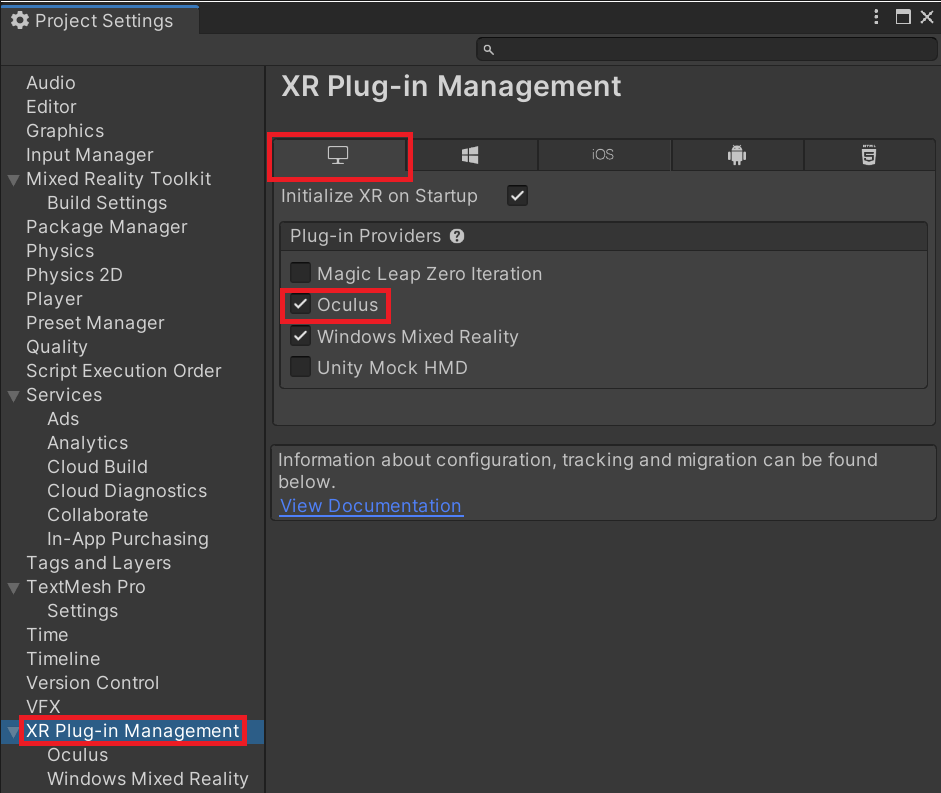 Project Settings
Audio
Editor
Graphics
Input Manager
Mixed Reality Toolkit
Build Settings
Package Manager
Physics
Physics 2D
Player
Preset Manager
Quality
Script Execution Order
Services
Ads
Analytics
Cloud Build
Cloud Diagnostics
Collaborate
In-App Purchasing
Tags and Layers
TextMesh Pro
Settings
Time
Timeline
Version Control
VFX
XR Plug-in Management
Oculus
Windows Mixed Reality
XR Plug-in Management
iOS
HTML
5
Initialize XR on Startup
Plug-in Providers ?
Magic Leap Zero Iteration
Oculus
Windows Mixed Reality
Unity Mock HMD
Information about configuration, tracking and migration can be found
below.
View Documentation